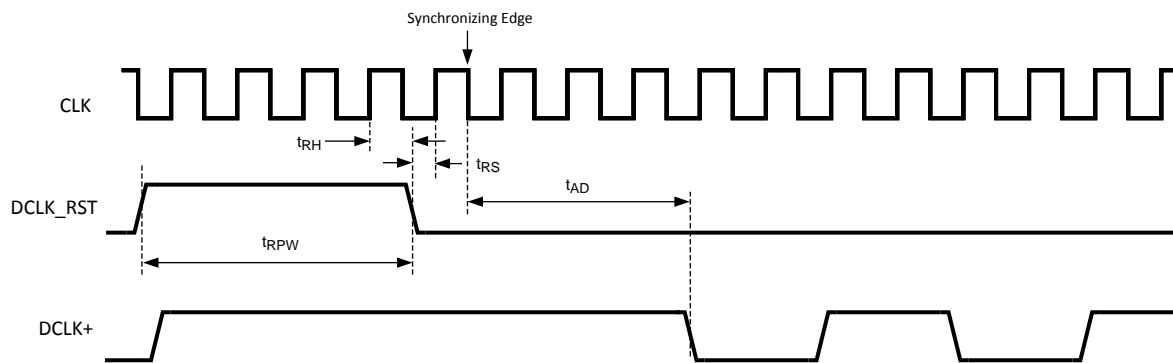 Synchronizing Edge
CLK
tRH
tRS
tAD
DCLK_RST
tRPW
DCLK+